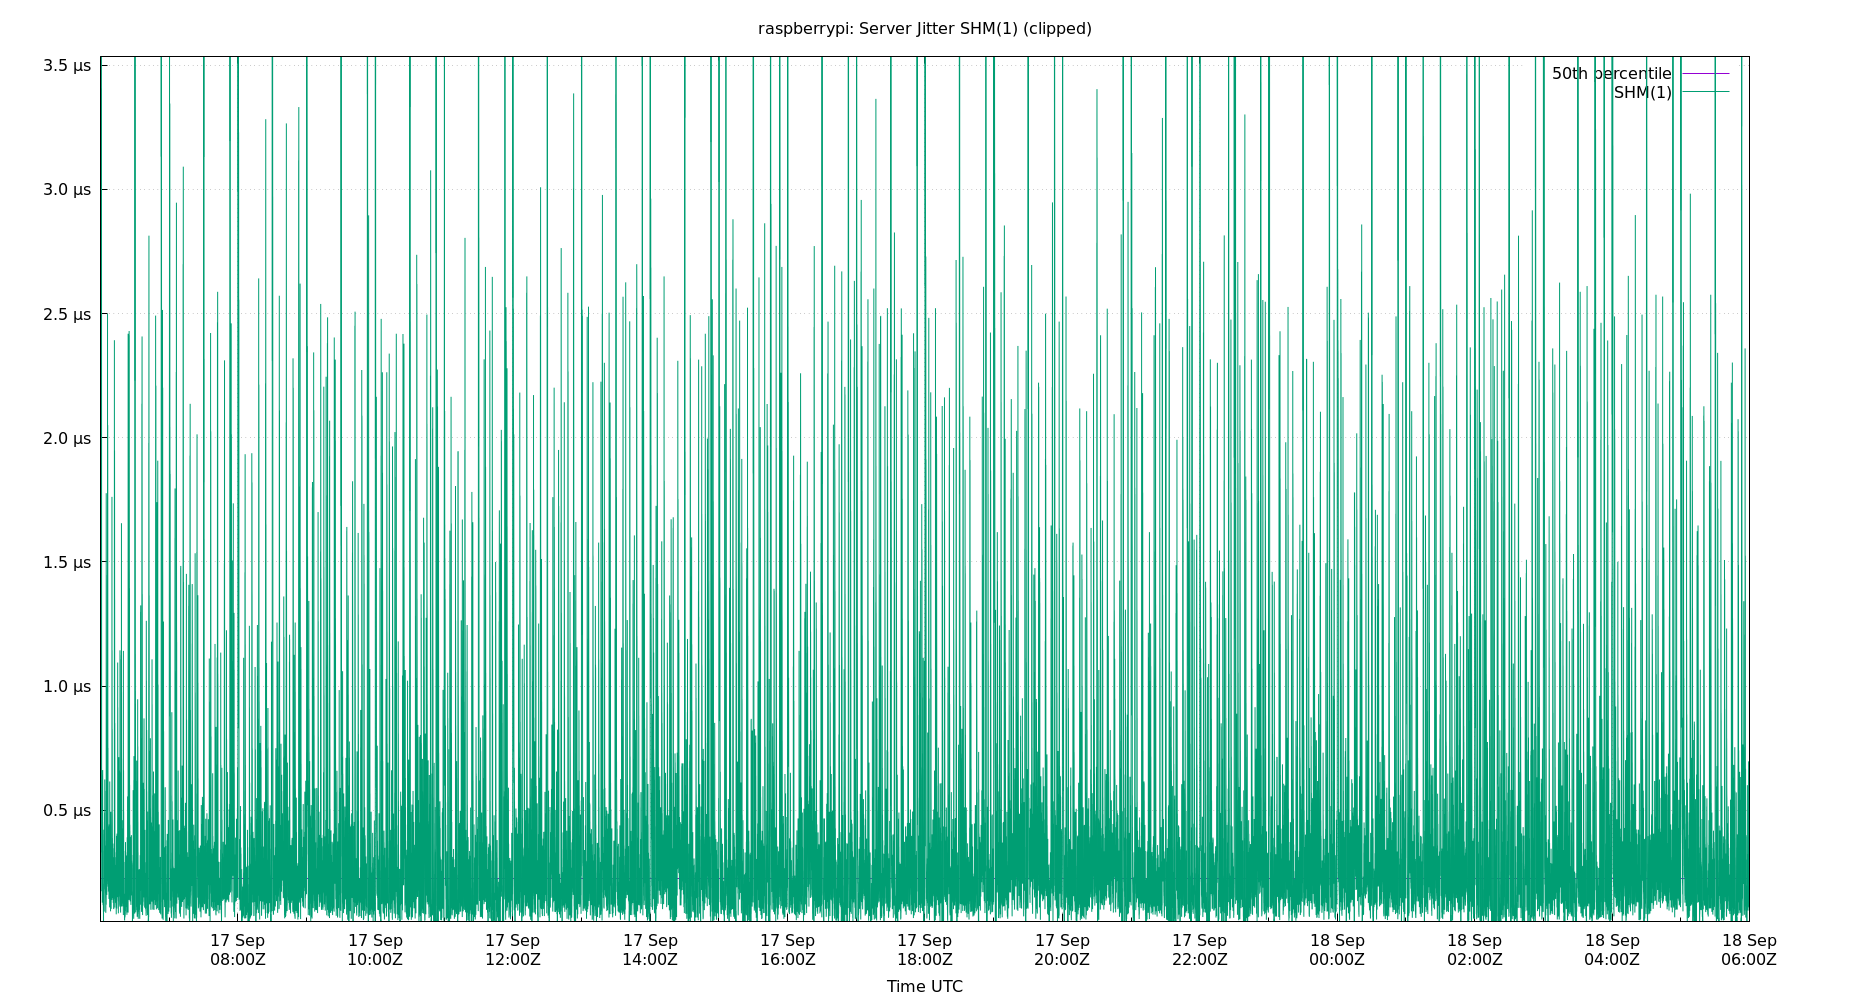 raspberrypi: Server Jitter SHM(1) (clipped)
3.5 µs
50th percentile
SHM(1)
3.0 µs
2.5 µs
2.0 µs
1.5 µs
1.0 µs
0.5 µs
17 Sep 17 Sep 17 Sep 17 Sep 17 Sep 17 Sep 17 Sep 17 Sep 18 Sep 18 Sep 18 Sep 18 Sep
08:00Z 10:00Z 12:00Z 14:00Z 16:00Z 18:00Z 20:00Z 22:00Z 00:00Z 02:00Z 04:00Z 06:00Z
Time UTC